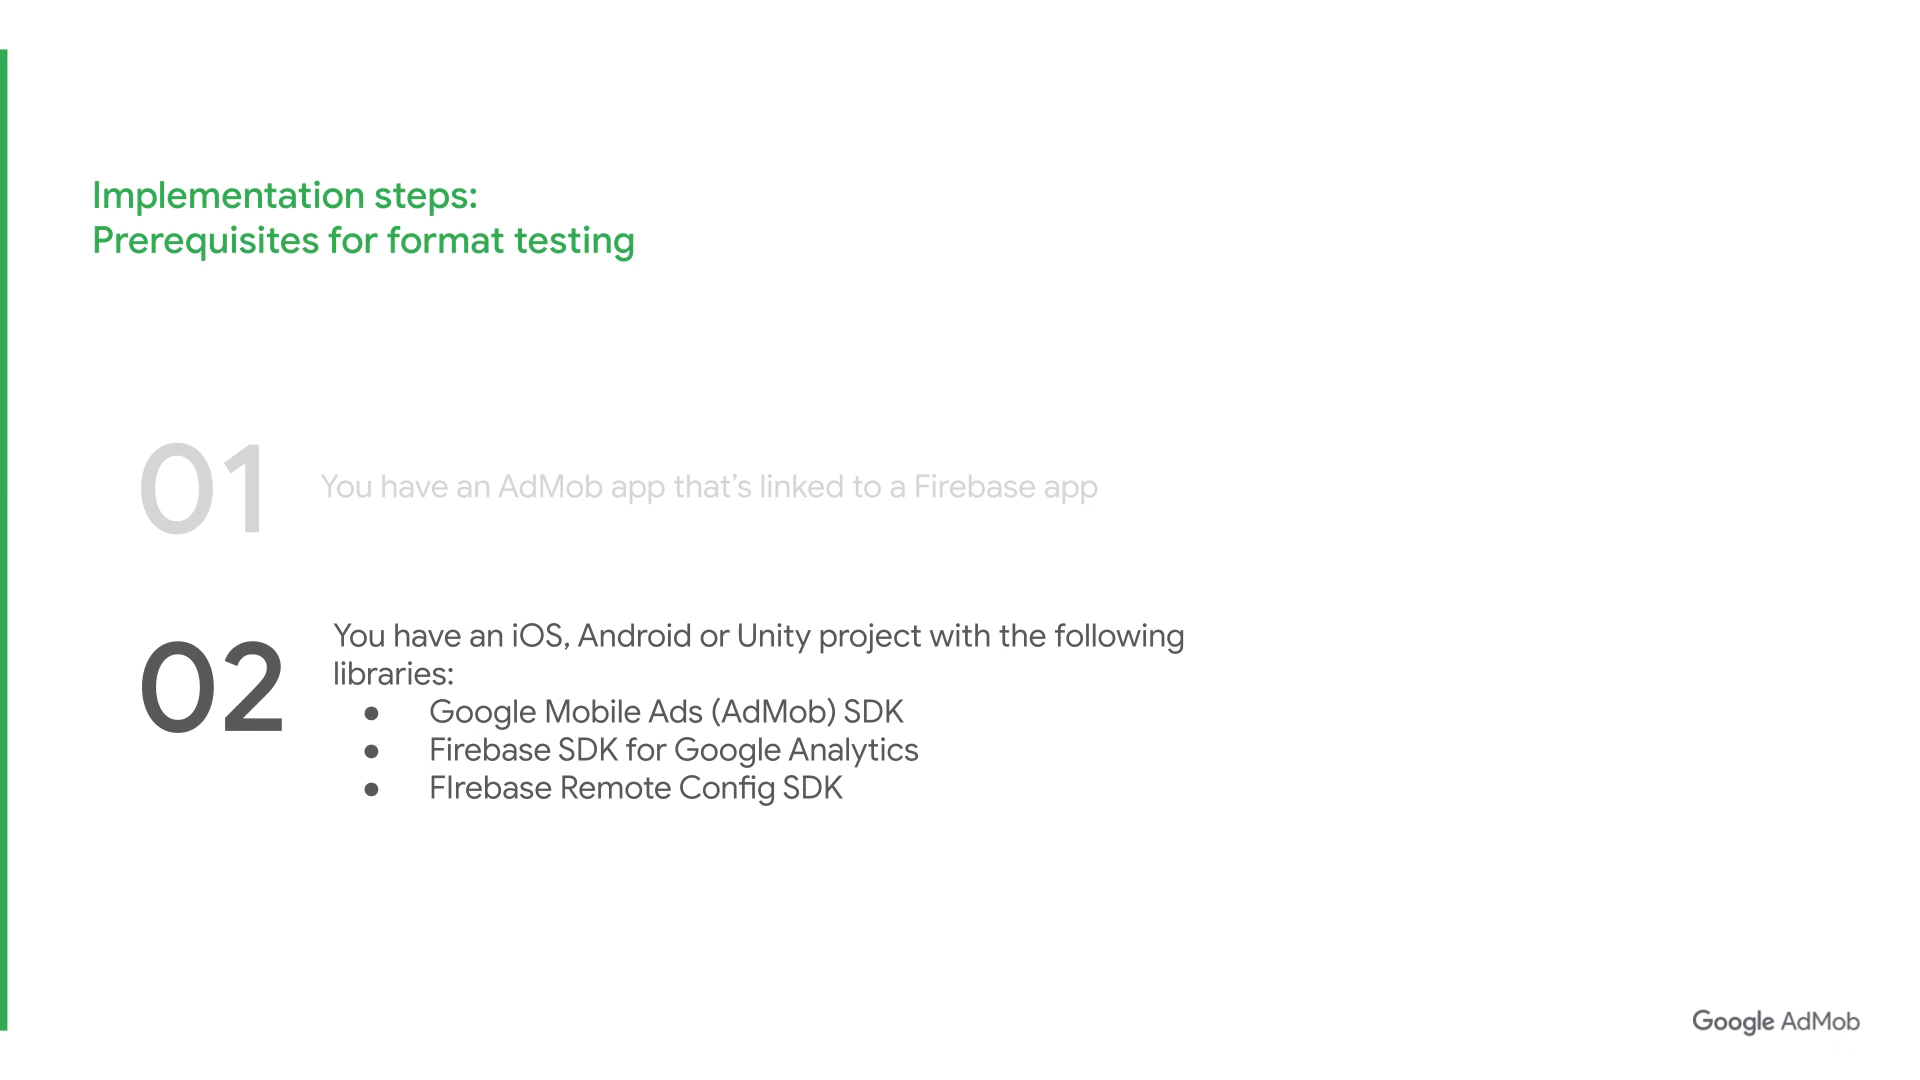 Implementation steps:
Prerequisites for format testing
01
You have an AdMob app that’s linked to a Firebase app
02
You have an iOS, Android or Unity project with the following
libraries:
● Google Mobile Ads (AdMob) SDK
● Firebase SDK for Google Analytics
● FIrebase Remote Config SDK
Google AdMob